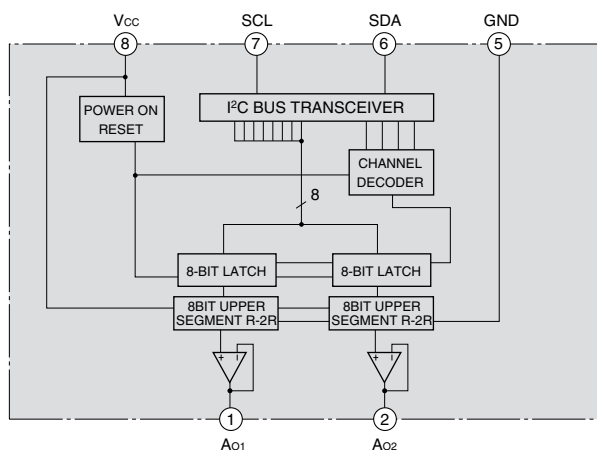 Vcc SCL SDA GND
8 7 6 5
I²C BUS TRANSCEIVER
POWER ON
RESET
CHANNEL
DECODER
8
8-BIT LATCH 8-BIT LATCH
8BIT UPPER 8BIT UPPER
SEGMENT R-2R SEGMENT R-2R
+ − + −
1 2
AO1 AO2